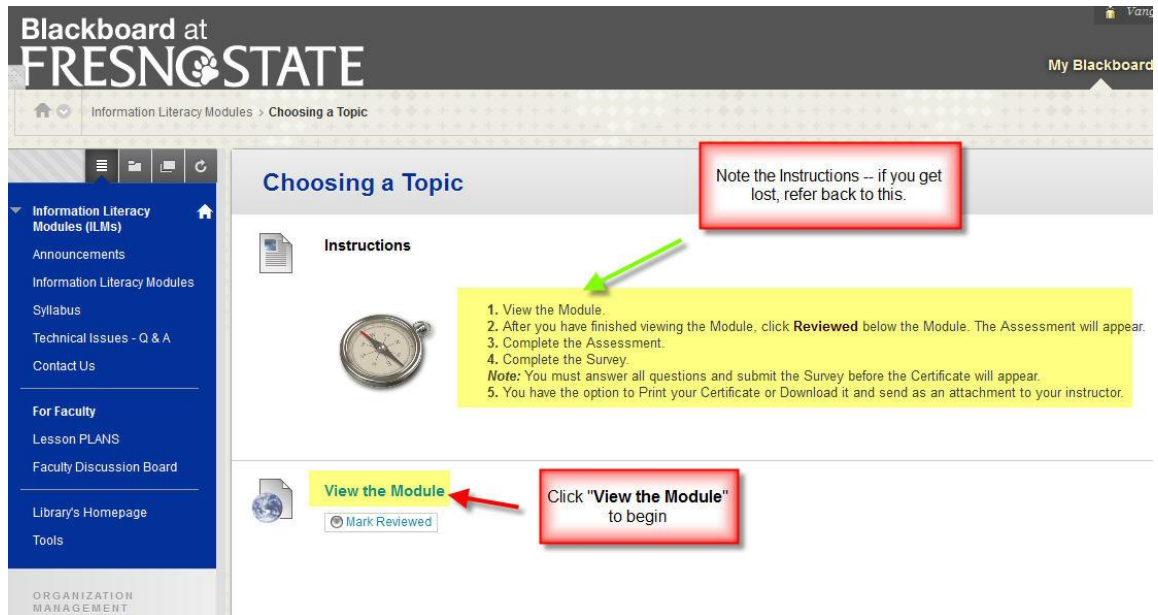 Blackboard at
FRESNO STATE
Vang
My Blackboard
Information Literacy Modules > Choosing a Topic
Choosing a Topic
Note the Instructions -- if you get
lost, refer back to this.
Information Literacy
Modules (ILMs)
Announcements
Information Literacy Modules
Syllabus
Technical Issues - Q & A
Contact Us
For Faculty
Lesson PLANS
Faculty Discussion Board
Library's Homepage
Tools
ORGANIZATION
MANAGEMENT
Instructions
1. View the Module.
2. After you have finished viewing the Module, click Reviewed below the Module. The Assessment will appear.
3. Complete the Assessment.
4. Complete the Survey.
Note: You must answer all questions and submit the Survey before the Certificate will appear.
5. You have the option to Print your Certificate or Download it and send as an attachment to your instructor.
View the Module
Mark Reviewed
Click "View the Module"
to begin